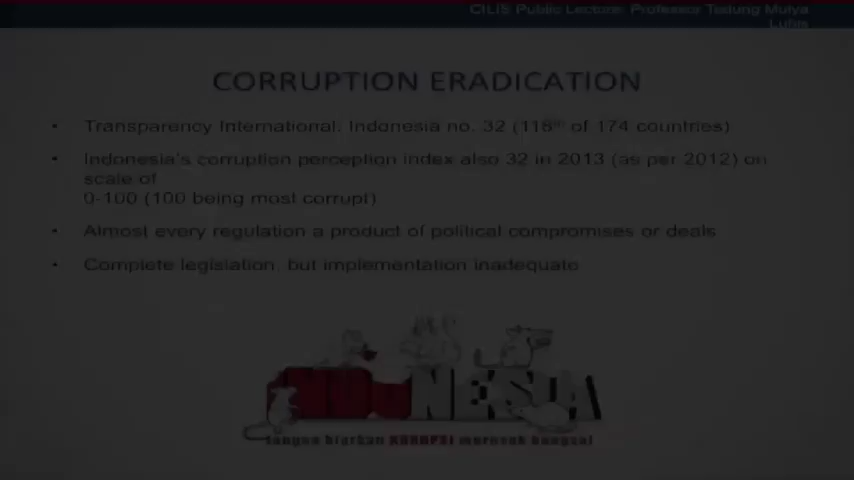 CILIS Public Lecture: Professor Todung Mulya
Lubis
CORRUPTION ERADICATION
• Transparency International: Indonesia no. 32 (118th of 174 countries)
• Indonesia's corruption perception index also 32 in 2013 (as per 2012) on
scale of
0-100 (100 being most corrupt)
• Almost every regulation a product of political compromises or deals
• Complete legislation, but implementation inadequate
INDONESIA
Jangan biarkan KORUPSI merusak bangsa!